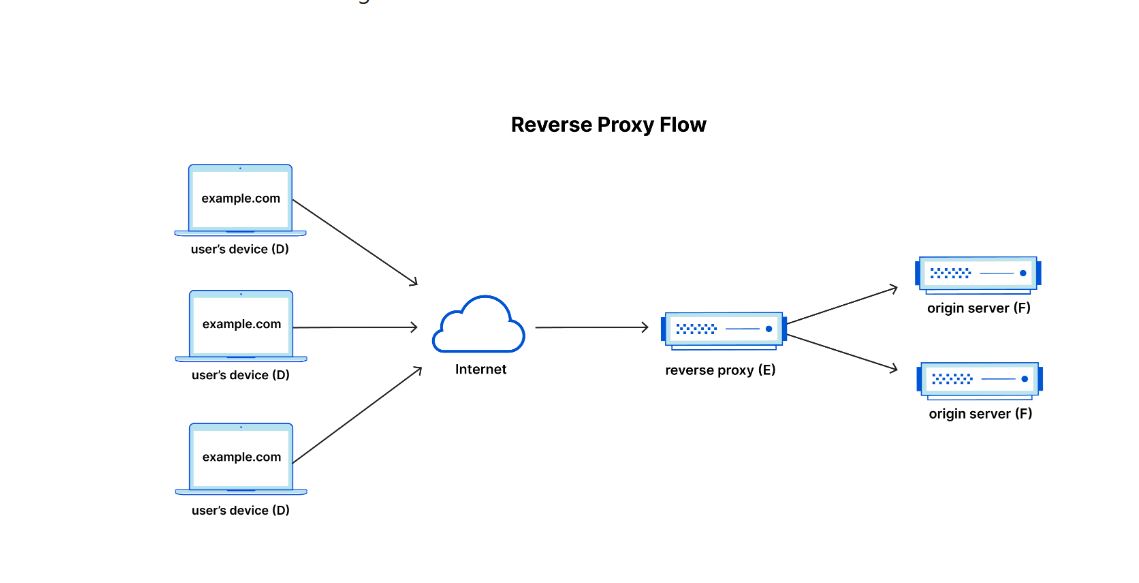 Reverse Proxy Flow
example.com
user's device (D)
example.com
user's device (D)
example.com
user's device (D)
Internet
reverse proxy (E)
origin server (F)
origin server (F)